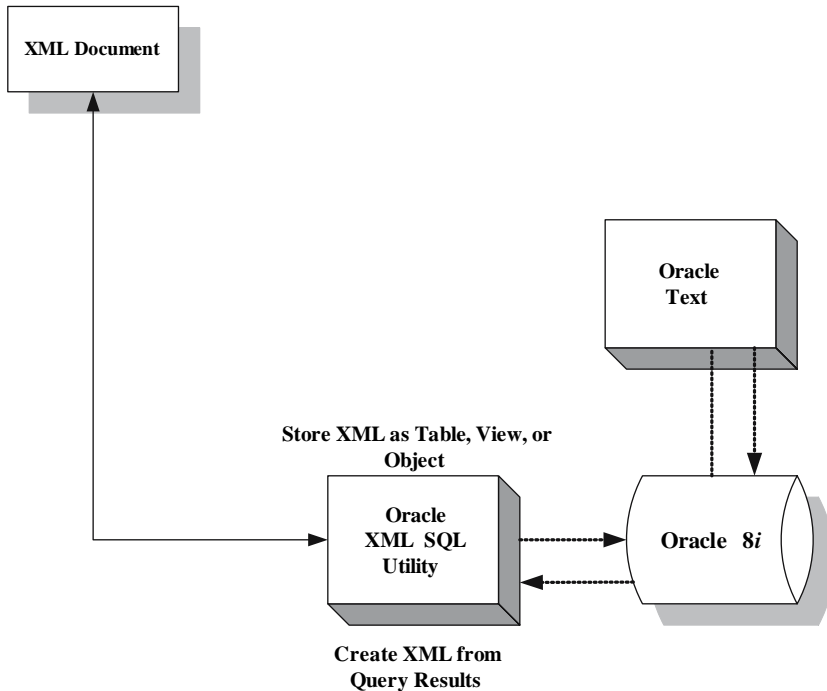 XML Document
Oracle
Text
Store XML as Table, View, or
Object
Oracle
XML SQL
Utility
Oracle 8i
Create XML from
Query Results